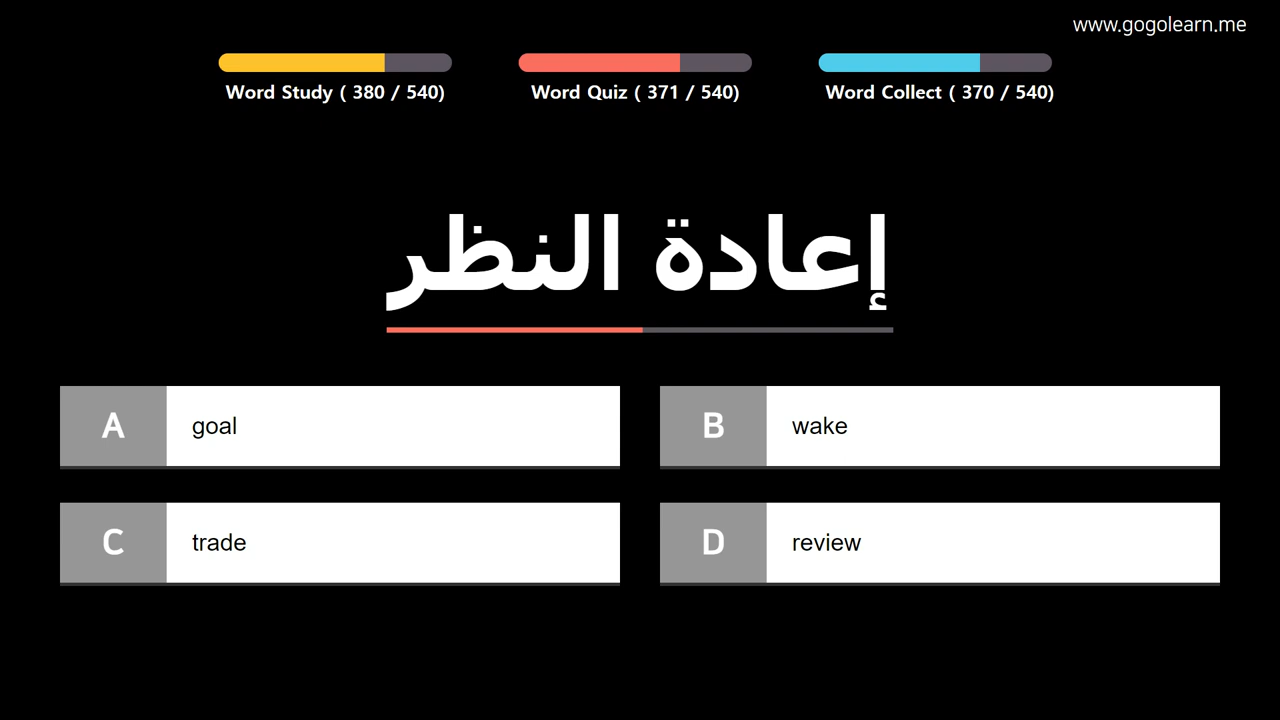 www.gogolearn.me
Word Study ( 380 / 540)
Word Quiz ( 371 / 540)
Word Collect ( 370 / 540)
إعادة النظر
A goal
B wake
C trade
D review